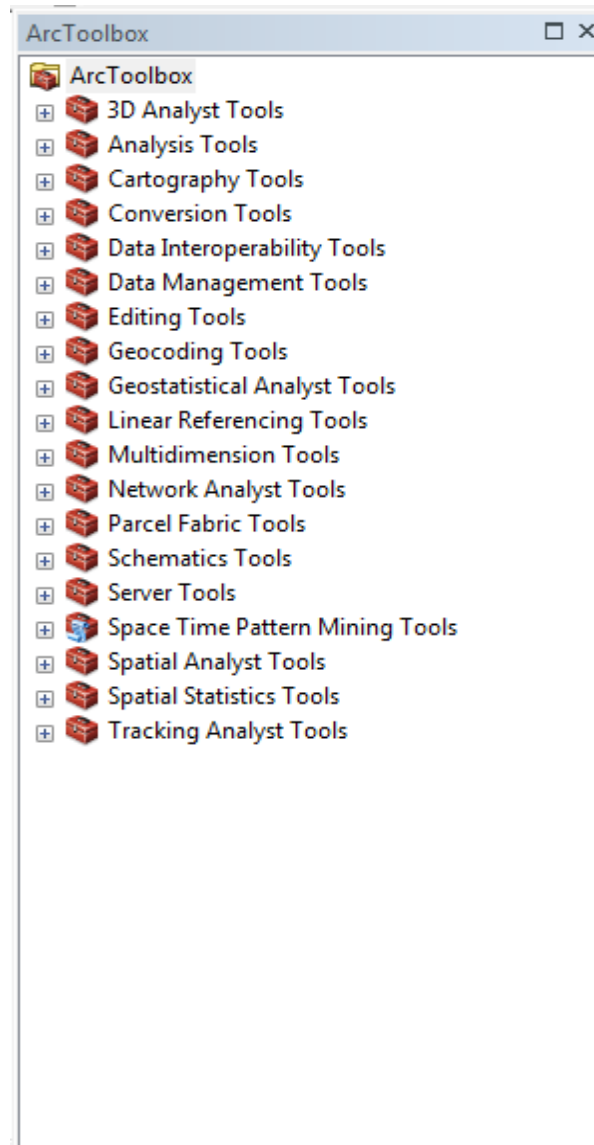 ArcToolbox
ArcToolbox
3D Analyst Tools
Analysis Tools
Cartography Tools
Conversion Tools
Data Interoperability Tools
Data Management Tools
Editing Tools
Geocoding Tools
Geostatistical Analyst Tools
Linear Referencing Tools
Multidimension Tools
Network Analyst Tools
Parcel Fabric Tools
Schematics Tools
Server Tools
Space Time Pattern Mining Tools
Spatial Analyst Tools
Spatial Statistics Tools
Tracking Analyst Tools